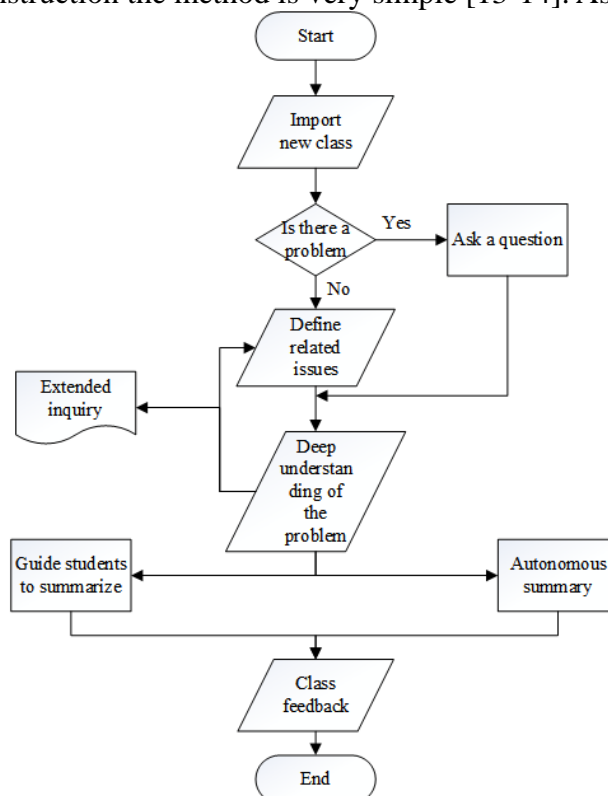 nstruction the method is very simple [13-14]. As
Start
Import
new class
Is there a
problem
Yes
Ask a question
No
Define
related
issues
Extended
inquiry
Deep
understan
ding of
the
problem
Guide students
to summarize
Autonomous
summary
Class
feedback
End